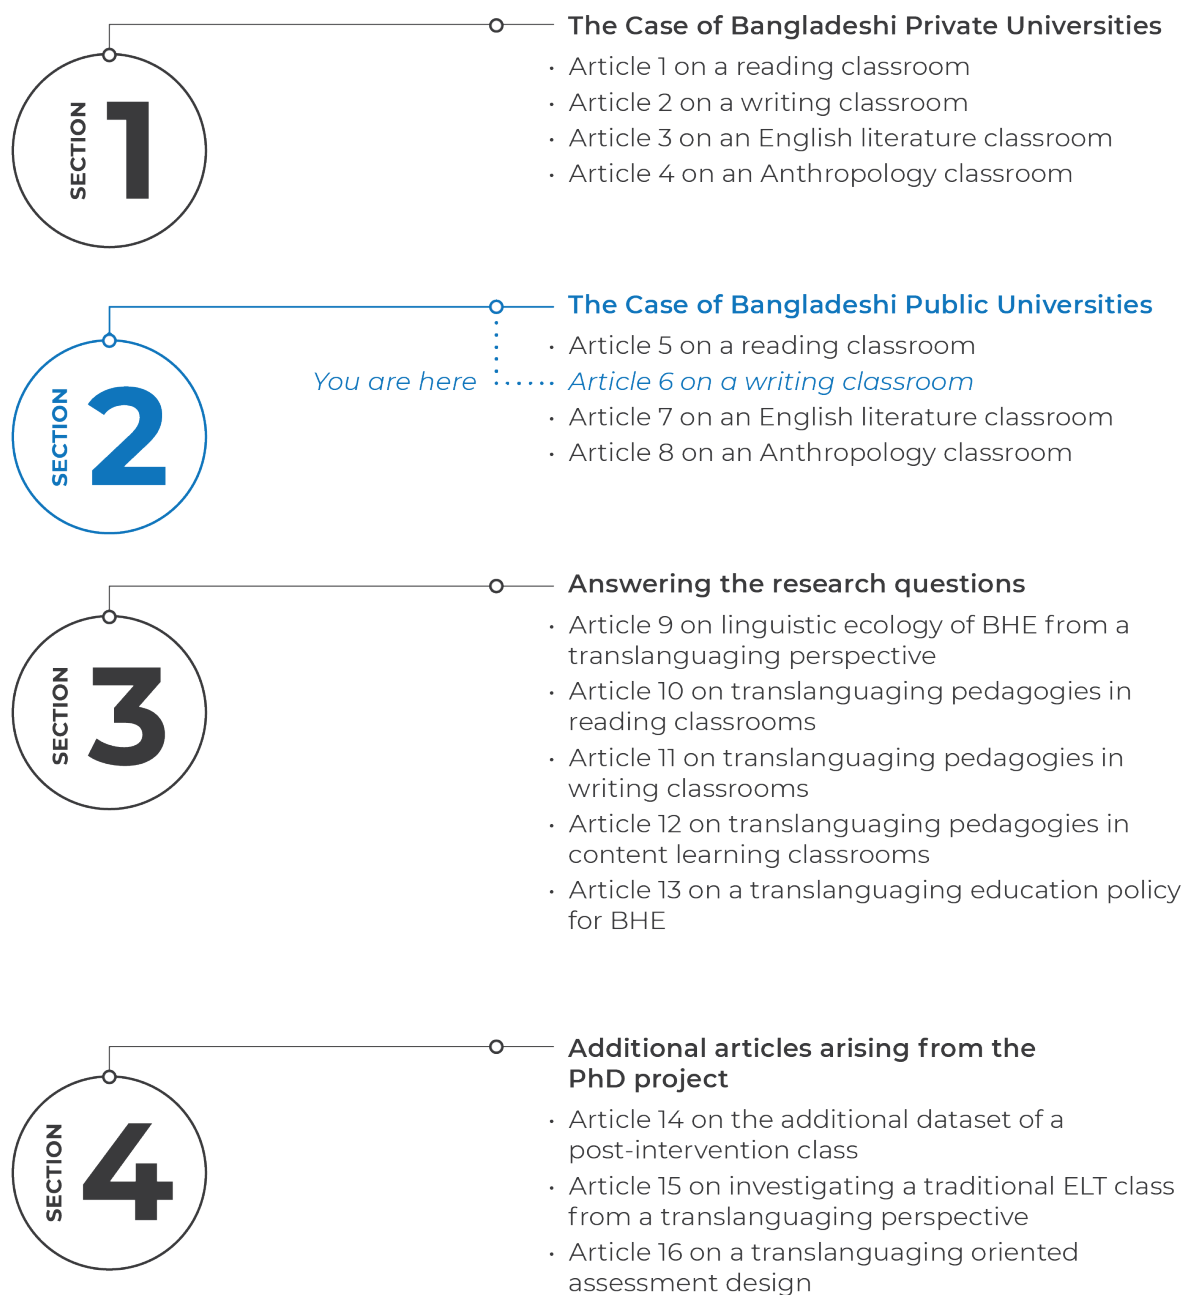 SECTION 1
The Case of Bangladeshi Private Universities
· Article 1 on a reading classroom
· Article 2 on a writing classroom
· Article 3 on an English literature classroom
· Article 4 on an Anthropology classroom
SECTION 2
The Case of Bangladeshi Public Universities
· Article 5 on a reading classroom
You are here
Article 6 on a writing classroom
· Article 7 on an English literature classroom
· Article 8 on an Anthropology classroom
SECTION 3
Answering the research questions
· Article 9 on linguistic ecology of BHE from a
translanguaging perspective
· Article 10 on translanguaging pedagogies in
reading classrooms
· Article 11 on translanguaging pedagogies in
writing classrooms
· Article 12 on translanguaging pedagogies in
content learning classrooms
· Article 13 on a translanguaging education policy
for BHE
SECTION 4
Additional articles arising from the
PhD project
· Article 14 on the additional dataset of a
post-intervention class
· Article 15 on investigating a traditional ELT class
from a translanguaging perspective
· Article 16 on a translanguaging oriented
assessment design